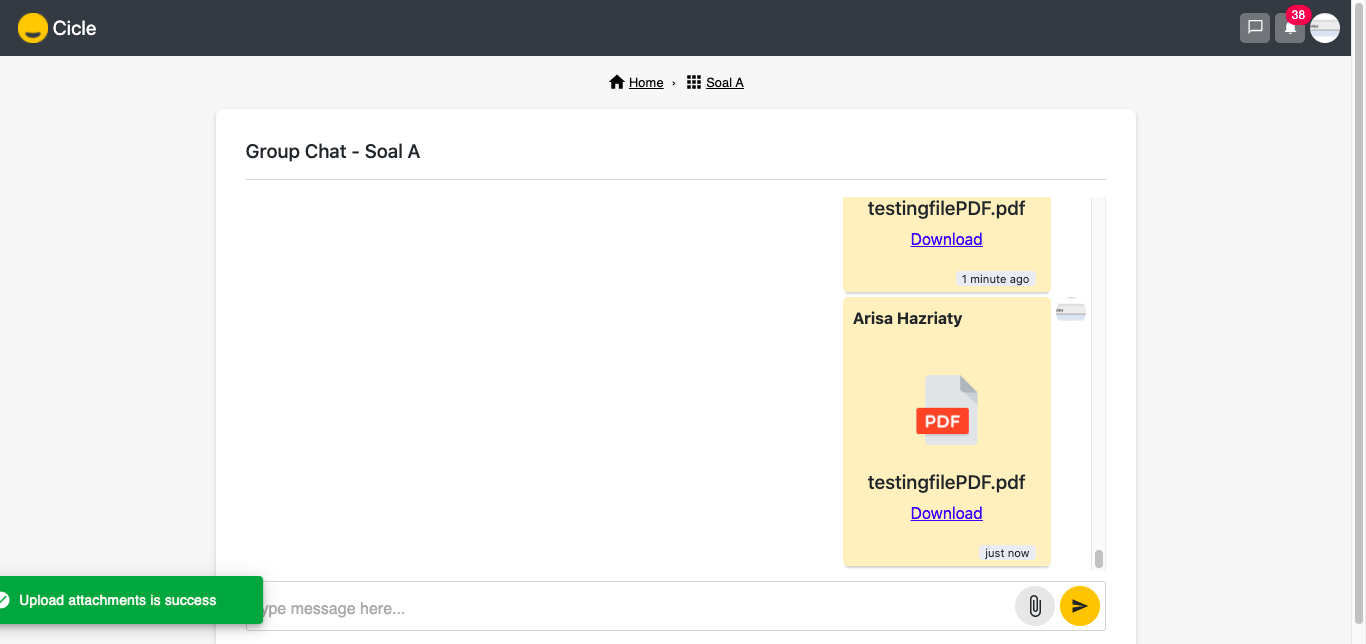 Cicle
38
Home › Soal A
Group Chat - Soal A
testingfilePDF.pdf
Download
1 minute ago
Arisa Hazriaty
PDF
testingfilePDF.pdf
Download
just now
Upload attachments is success
ype message here...